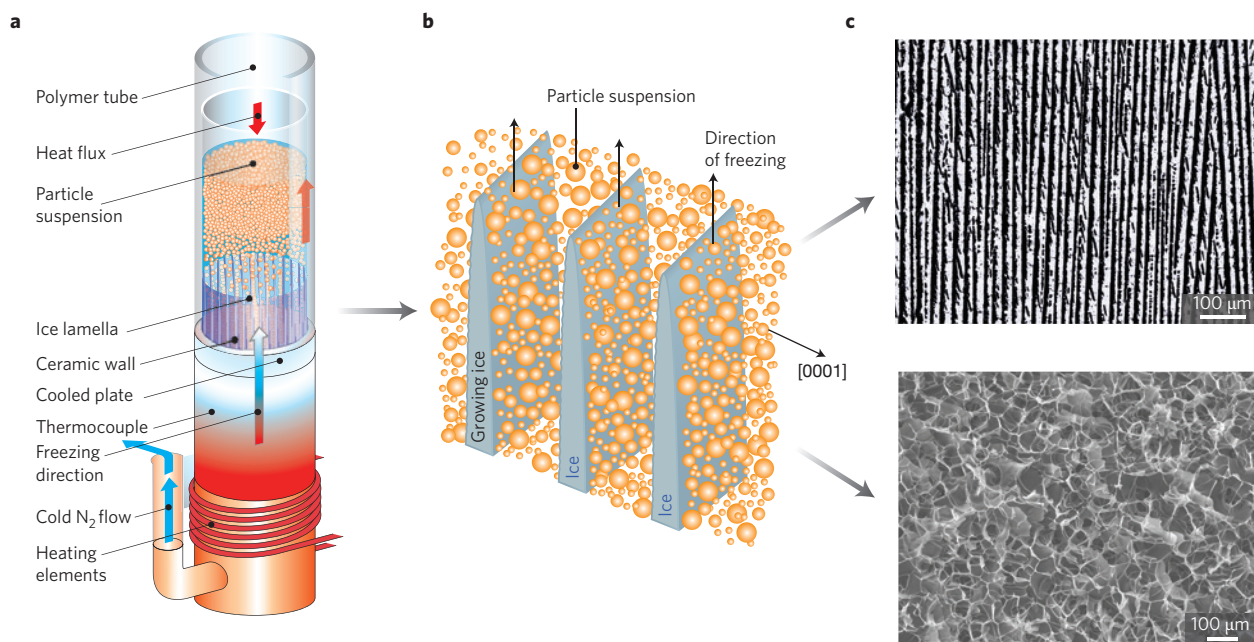 a
Polymer tube
Heat flux
Particle
suspension
Ice lamella
Ceramic wall
Cooled plate
Thermocouple
Freezing
direction
Cold N₂ flow
Heating
elements
b
Particle suspension
Direction
of freezing
[0001]
Growing ice
Ice
Ice
c
100 μm
100 μm